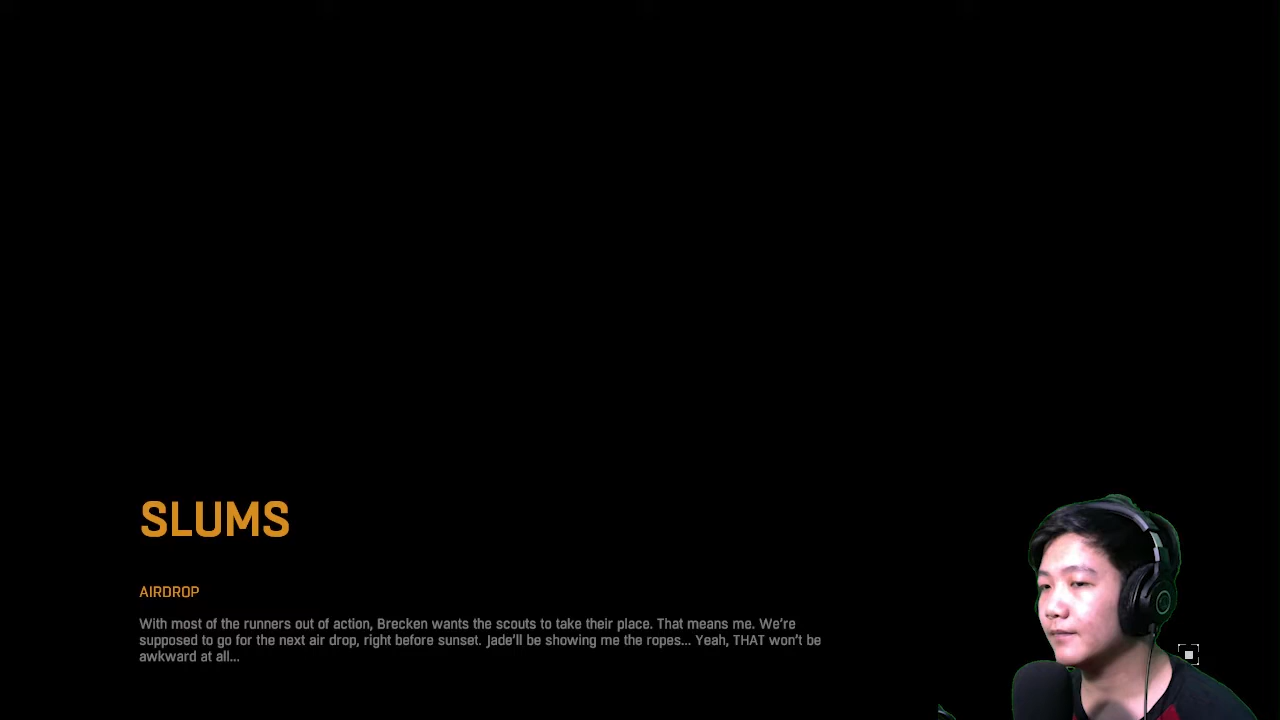 SLUMS
AIRDROP
With most of the runners out of action, Brecken wants the scouts to take their place. That means me. We're
supposed to go for the next air drop, right before sunset. Jade'll be showing me the ropes... Yeah, THAT won't be
awkward at all...